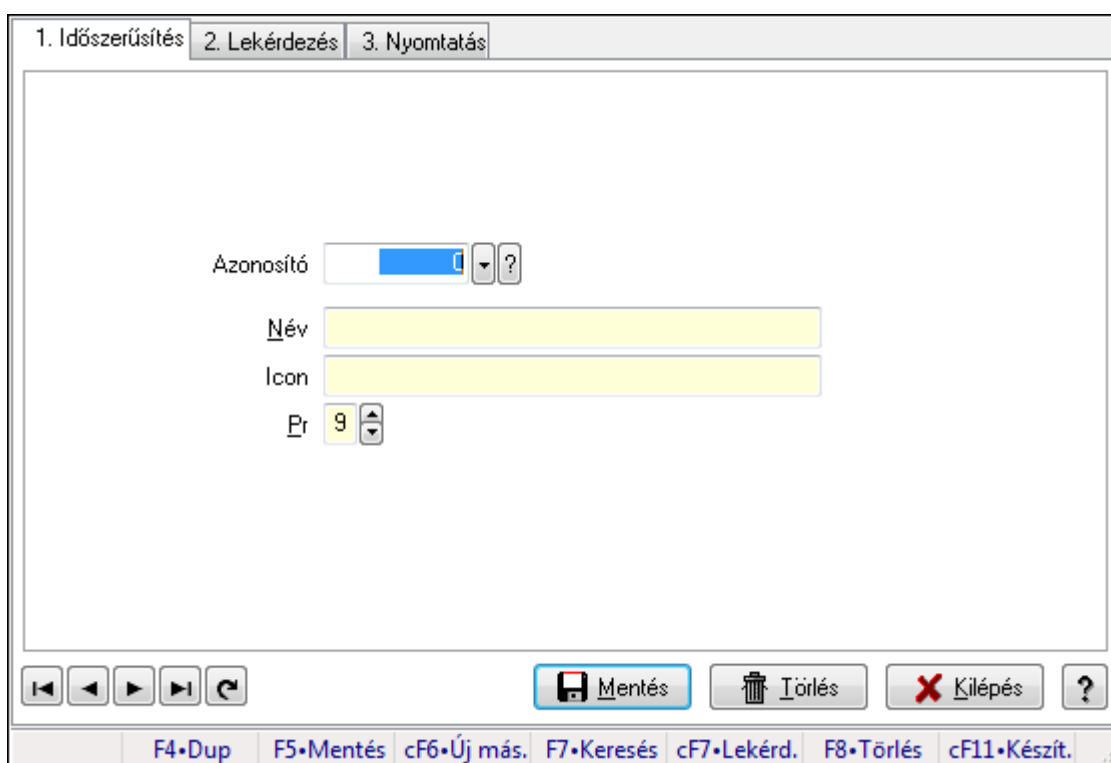 1. Időszerűsítés 2. Lekérdezés 3. Nyomtatás
Azonosító 0 ?
Név
Icon
Pr 9
Mentés Törlés Kilépés ?
F4•Dup F5•Mentés cF6•Új más. F7•Keresés cF7•Lekérd. F8•Törlés cF11•Készít.